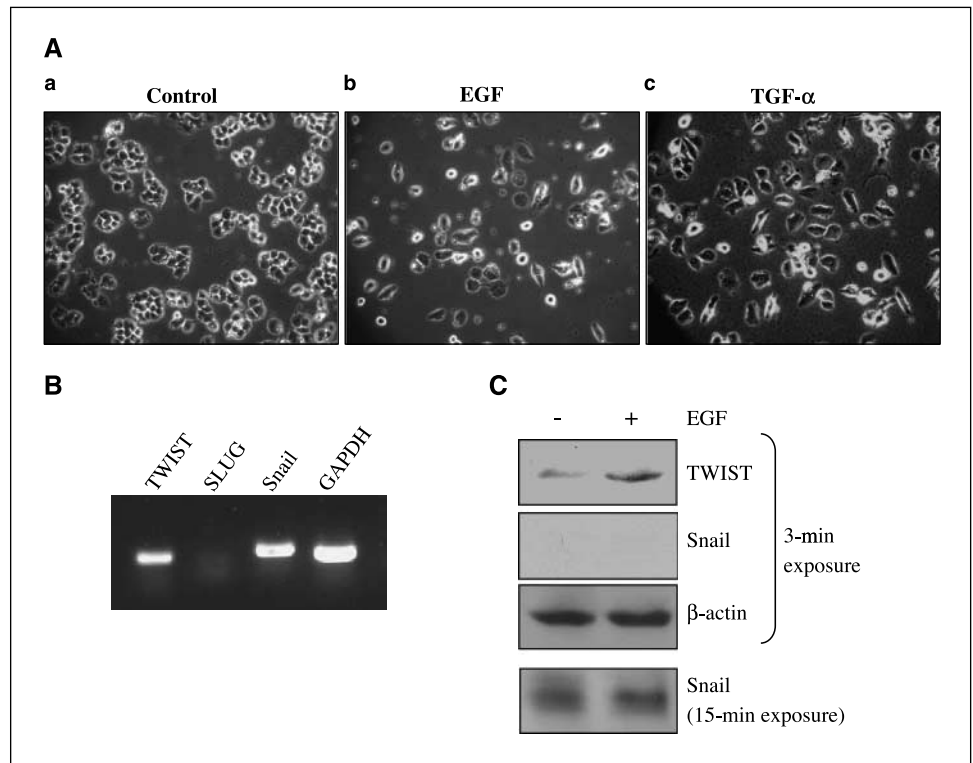 A
a
Control
b
EGF
c
TGF-α
B
TWIST
SLUG
Snail
GAPDH
C
- + EGF
TWIST
Snail
β-actin
3-min
exposure
Snail
(15-min exposure)